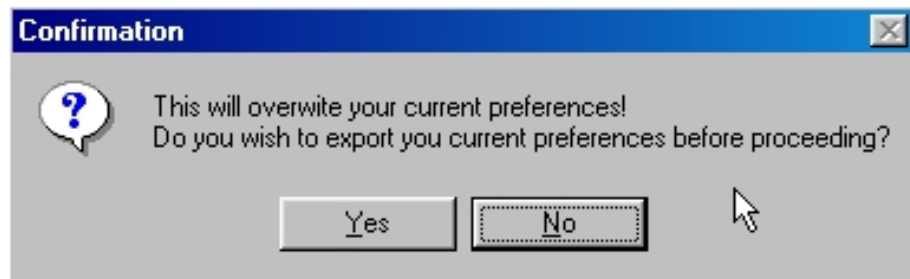 Confirmation
?
This will overwite your current preferences!
Do you wish to export you current preferences before proceeding?
Yes
No